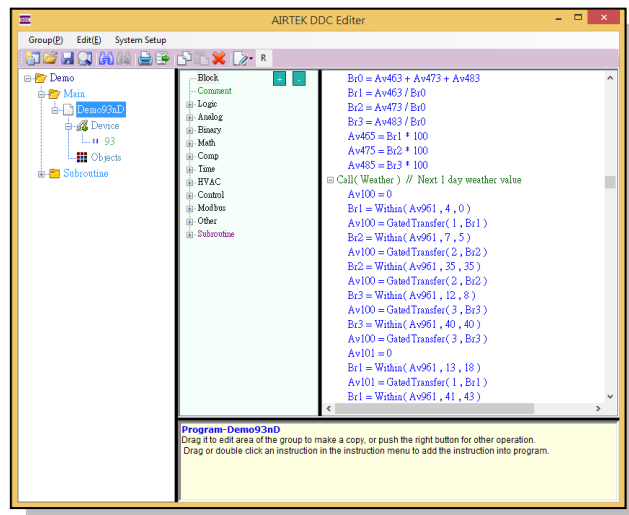 AIRTEK DDC Editer
Group(P) Edit(E) System Setup
R
Demo
Main
Demo93nD
Device
93
Objects
Subroutine
Block
Comment
Logic
Analog
Binary
Math
Comp
Time
HVAC
Control
Modbus
Other
Subroutine
Br0 = Av463 + Av473 + Av483
Br1 = Av463 / Br0
Br2 = Av473 / Br0
Br3 = Av483 / Br0
Av465 = Br1 * 100
Av475 = Br2 * 100
Av485 = Br3 * 100
Call( Weather ) // Next 1 day weather value
Av100 = 0
Br1 = Within( Av961 , 4 , 0 )
Av100 = GatedTransfer( 1 , Br1 )
Br2 = Within( Av961 , 7 , 5 )
Av100 = GatedTransfer( 2 , Br2 )
Br2 = Within( Av961 , 35 , 35 )
Av100 = GatedTransfer( 2 , Br2 )
Br3 = Within( Av961 , 12 , 8 )
Av100 = GatedTransfer( 3 , Br3 )
Br3 = Within( Av961 , 40 , 40 )
Av100 = GatedTransfer( 3 , Br3 )
Av101 = 0
Br1 = Within( Av961 , 13 , 18 )
Av101 = GatedTransfer( 1 , Br1 )
Br1 = Within( Av961 , 41 , 43 )
Program-Demo93nD
Drag it to edit area of the group to make a copy, or push the right button for other operation.
Drag or double click an instruction in the instruction menu to add the instruction into program.